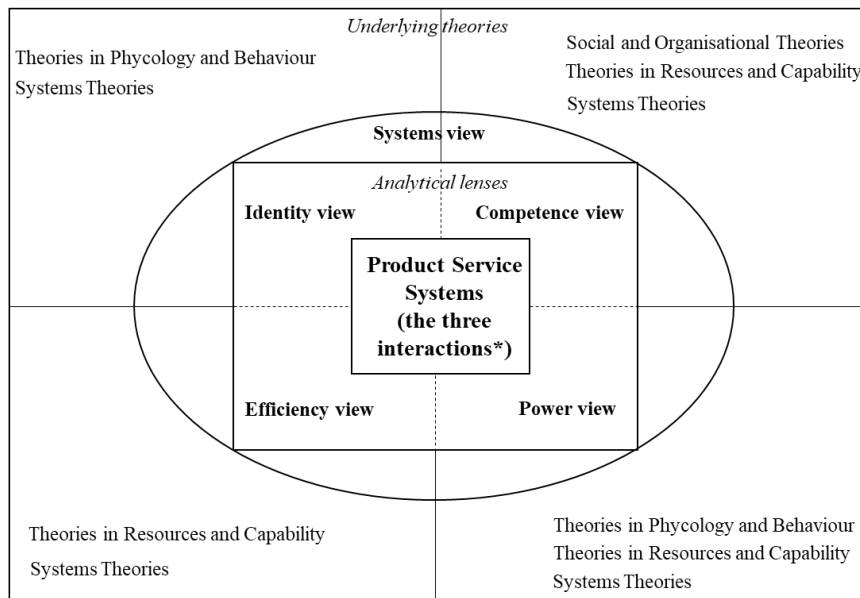 Underlying theories
Theories in Phycology and Behaviour
Systems Theories
Social and Organisational Theories
Theories in Resources and Capability
Systems Theories
Systems view
Analytical lenses
Identity view
Competence view
Product Service
Systems
(the three
interactions*)
Efficiency view
Power view
Theories in Resources and Capability
Systems Theories
Theories in Phycology and Behaviour
Theories in Resources and Capability
Systems Theories